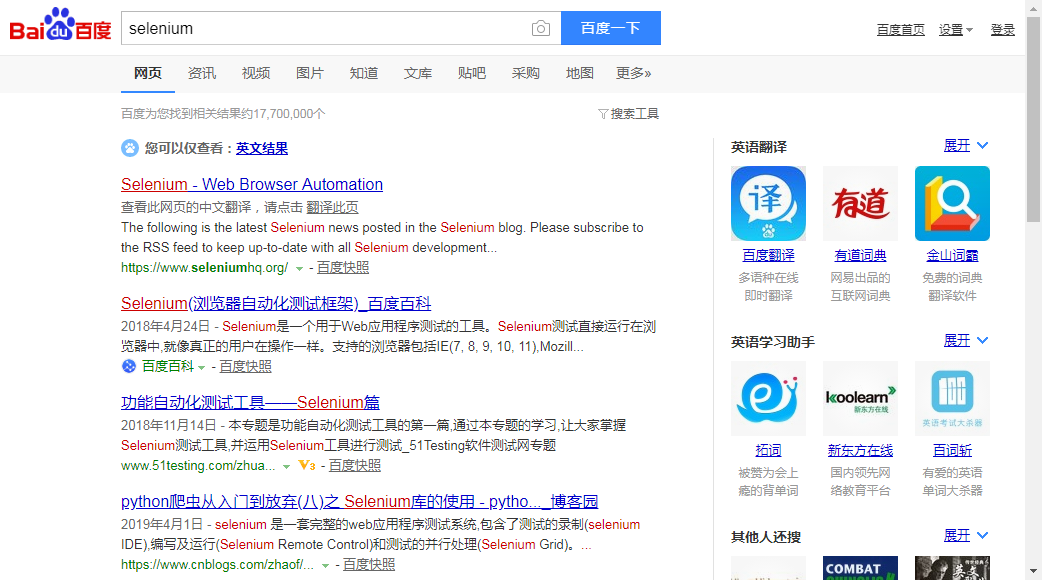 Bai du 百度
selenium
百度一下
百度首页 设置 登录
网页 资讯 视频 图片 知道 文库 贴吧 采购 地图 更多»
百度为您找到相关结果约17,700,000个
搜索工具
您可以仅查看：英文结果
Selenium - Web Browser Automation
查看此网页的中文翻译，请点击 翻译此页
The following is the latest Selenium news posted in the Selenium blog. Please subscribe to
the RSS feed to keep up-to-date with all Selenium development...
https://www.seleniumhq.org/ - 百度快照
Selenium(浏览器自动化测试框架)_百度百科
2018年4月24日 - Selenium是一个用于Web应用程序测试的工具。Selenium测试直接运行在浏
览器中,就像真正的用户在操作一样。支持的浏览器包括IE(7, 8, 9, 10, 11),Mozill...
百度百科 - 百度快照
功能自动化测试工具——Selenium篇
2018年11月14日 - 本专题是功能自动化测试工具的第一篇,通过本专题的学习,让大家掌握
Selenium测试工具,并运用Selenium工具进行测试_51Testing软件测试网专题
www.51testing.com/zhua... V3 - 百度快照
python爬虫从入门到放弃(八)之 Selenium库的使用 - pytho..._博客园
2019年4月1日 - selenium 是一套完整的web应用程序测试系统,包含了测试的录制(selenium
IDE),编写及运行(Selenium Remote Control)和测试的并行处理(Selenium Grid)。...
https://www.cnblogs.com/zhaof/... - 百度快照
英语翻译 展开
译 有道
百度翻译 有道词典 金山词霸
多语种在线 网易出品的 免费的词典
即时翻译 互联网词典 翻译软件
英语学习助手 展开
koolearn
新东方在线
英语考试大杀器
拓词 新东方在线 百词斩
被赞为会上 国内领先网 有爱的英语
瘾的背单词 络教育平台 单词大杀器
其他人还搜 展开
COMBAT